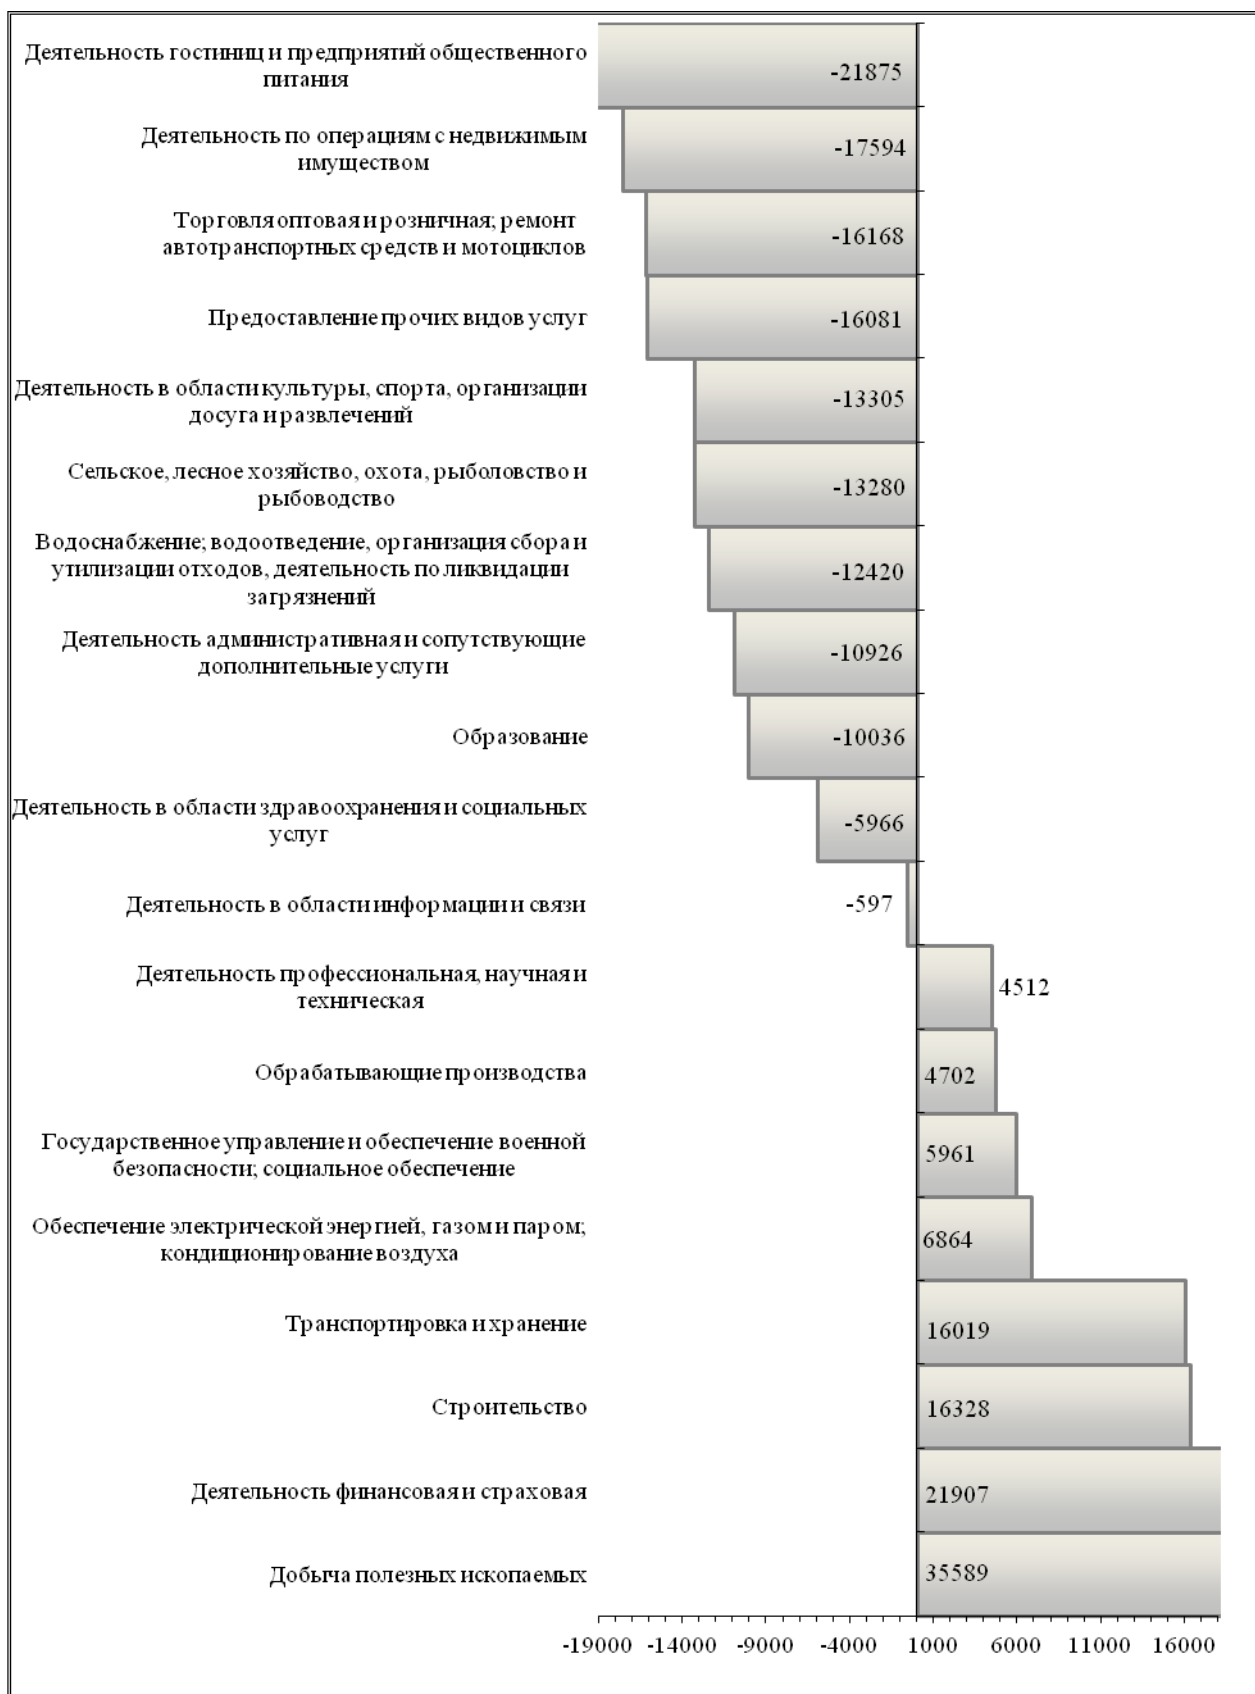 Деятельность гостиниц и предприятий общественного
питания
-21875
Деятельность по операциям с недвижимым
имуществом
-17594
Торговля оптовая и розничная; ремонт
автотранспортных средств и мотоциклов
-16168
Предоставление прочих видов услуг
-16081
Деятельность в области культуры, спорта, организации
досуга и развлечений
-13305
Сельское, лесное хозяйство, охота, рыболовство и
рыбоводство
-13280
Водоснабжение; водоотведение, организация сбора и
утилизации отходов, деятельность по ликвидации
загрязнений
-12420
Деятельность административная и сопутствующие
дополнительные услуги
-10926
Образование
-10036
Деятельность в области здравоохранения и социальных
услуг
-5966
Деятельность в области информации и связи
-597
Деятельность профессиональная, научная и
техническая
4512
Обрабатывающие производства
4702
Государственное управление и обеспечение военной
безопасности; социальное обеспечение
5961
Обеспечение электрической энергией, газом и паром;
кондиционирование воздуха
6864
Транспортировка и хранение
16019
Строительство
16328
Деятельность финансовая и страховая
21907
Добыча полезных ископаемых
35589
-19000 -14000 -9000 -4000 1000 6000 11000 16000